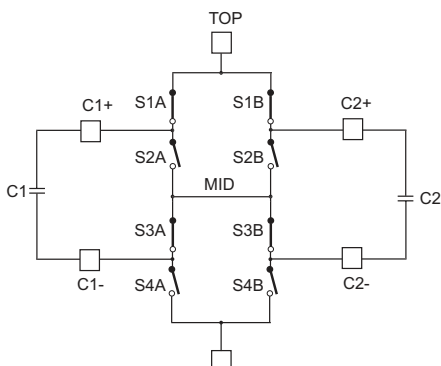 TOP
C1+
S1A
S1B
C2+
S2A
S2B
C1
MID
C2
S3A
S3B
C1-
S4A
S4B
C2-